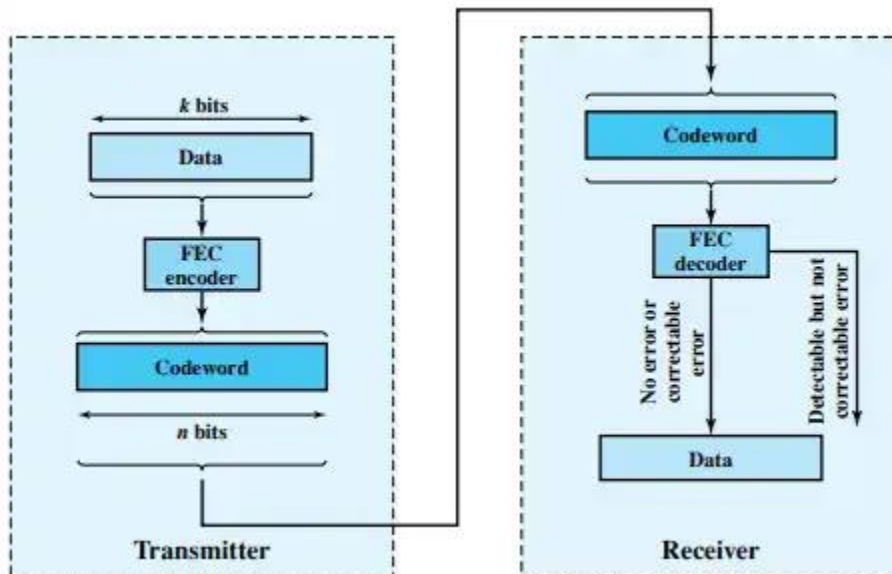 k bits
Data
FEC
encoder
Codeword
n bits
Transmitter
Codeword
FEC
decoder
No error or
correctable
error
Detectable but not
correctable error
Data
Receiver